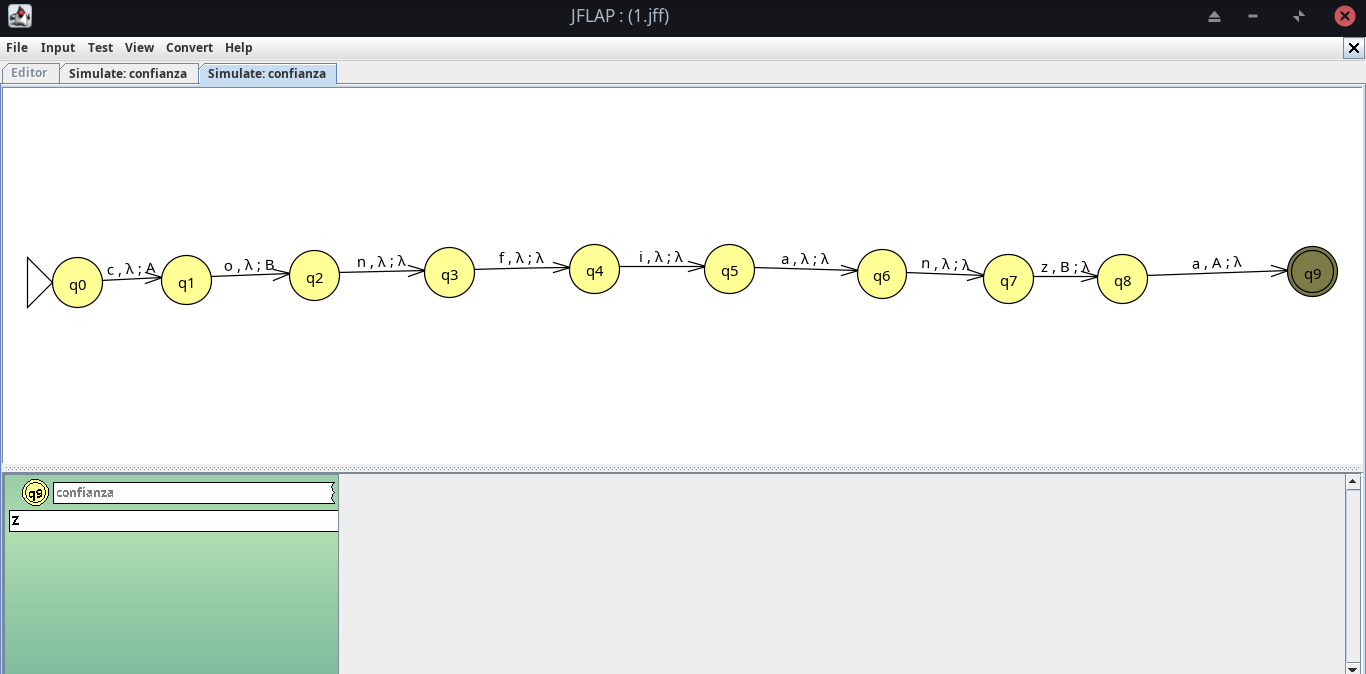 JFLAP : (1.jff)
File Input Test View Convert Help
Editor Simulate: confianza Simulate: confianza
c , λ ; A o , λ ; B n , λ ; λ f , λ ; λ i , λ ; λ a , λ ; λ n , λ ; λ z , B ; λ a , A ; λ
q0 q1 q2 q3 q4 q5 q6 q7 q8 q9
q9 confianza
Z